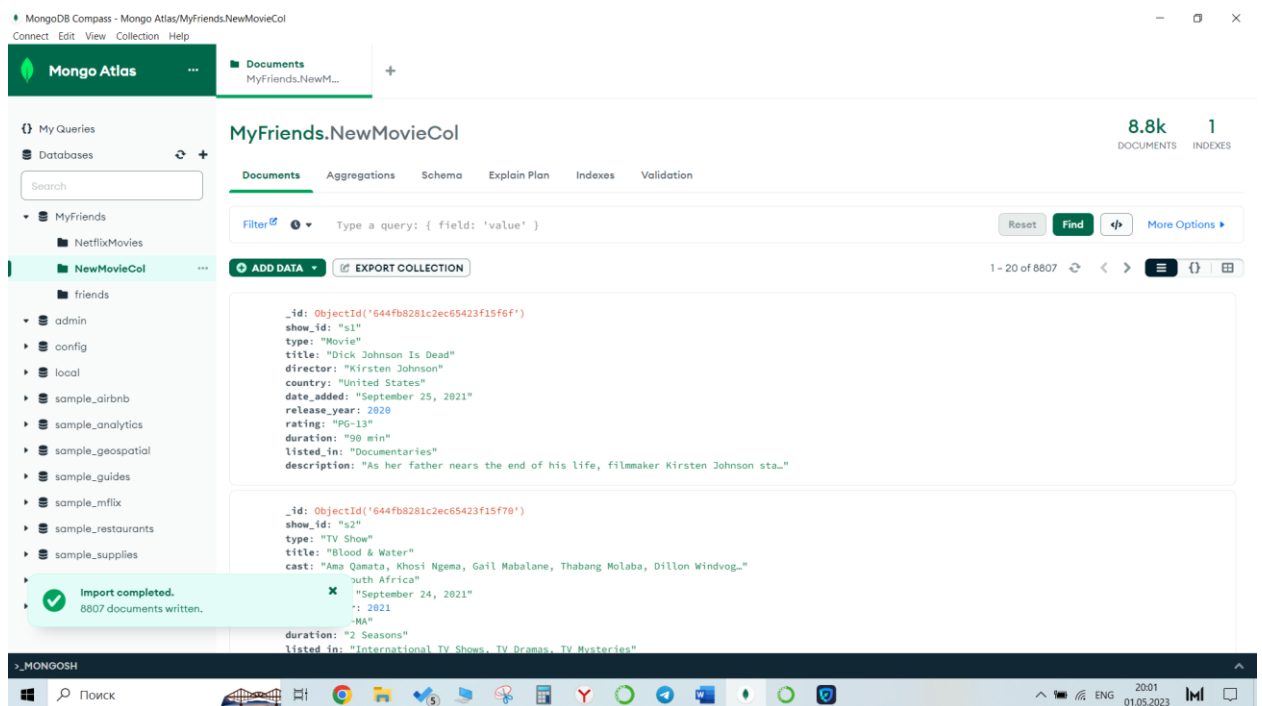 MongoDB Compass - Mongo Atlas/MyFriends.NewMovieCol
Connect Edit View Collection Help
Mongo Atlas ...
Documents
MyFriends.NewM...
+
{} My Queries
Databases
Search
MyFriends
NetflixMovies
NewMovieCol ...
friends
admin
config
local
sample_airbnb
sample_analytics
sample_geospatial
sample_guides
sample_mflix
sample_restaurants
sample_supplies
Import completed.
8807 documents written.
MyFriends.NewMovieCol
8.8k DOCUMENTS
1 INDEXES
Documents Aggregations Schema Explain Plan Indexes Validation
Filter Type a query: { field: 'value' } Reset Find </> More Options
ADD DATA EXPORT COLLECTION 1 – 20 of 8807 {}
_id: ObjectId('644fb8281c2ec65423f15f6f')
show_id: "s1"
type: "Movie"
title: "Dick Johnson Is Dead"
director: "Kirsten Johnson"
country: "United States"
date_added: "September 25, 2021"
release_year: 2020
rating: "PG-13"
duration: "90 min"
listed_in: "Documentaries"
description: "As her father nears the end of his life, filmmaker Kirsten Johnson sta…"
_id: ObjectId('644fb8281c2ec65423f15f70')
show_id: "s2"
type: "TV Show"
title: "Blood & Water"
cast: "Ama Qamata, Khosi Ngema, Gail Mabalane, Thabang Molaba, Dillon Windvog…"
outh Africa"
"September 24, 2021"
: 2021
-MA"
duration: "2 Seasons"
listed_in: "International TV Shows, TV Dramas, TV Mysteries"
>_MONGOSH
Поиск
5
ENG
20:01
01.05.2023